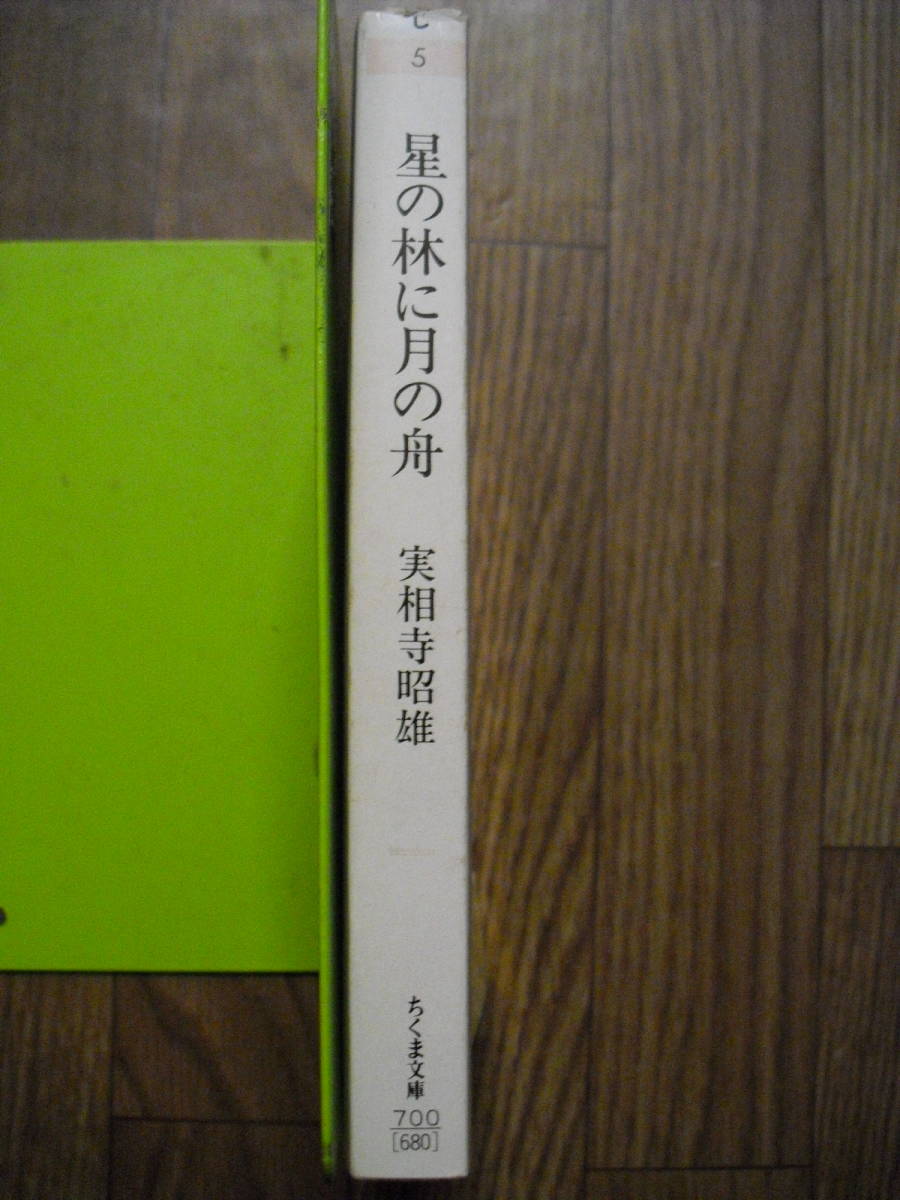 し
5
星の林に月の舟
実相寺昭雄
ちくま文庫
700
[680]